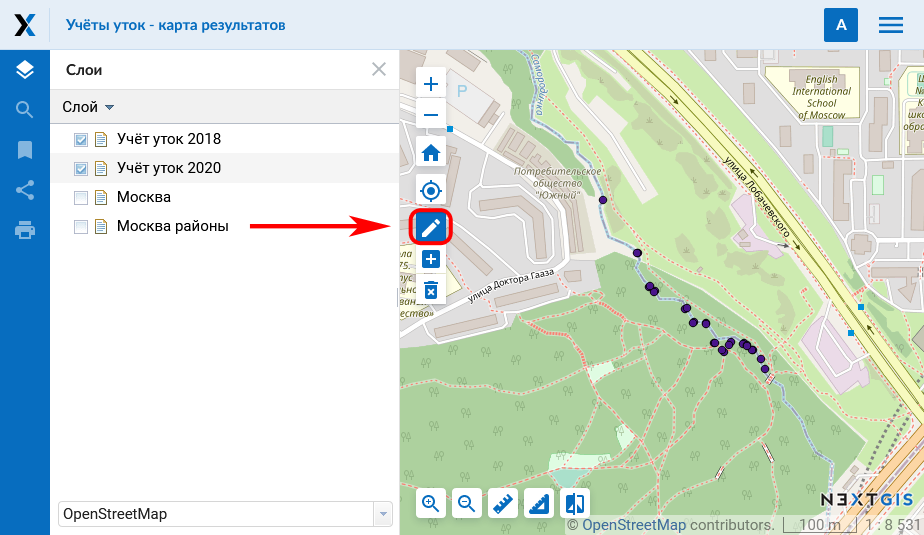 Учёты уток - карта результатов
A
Слои
Слой
Учёт уток 2018
Учёт уток 2020
Москва
Москва районы
OpenStreetMap
Самородинка
P
English
International
School
of Moscow
улица Лобачевского
Потребительское
общество
"Южный"
улица Доктора Гааза
NEXTGIS
© OpenStreetMap contributors.
100 m
1 : 8 531